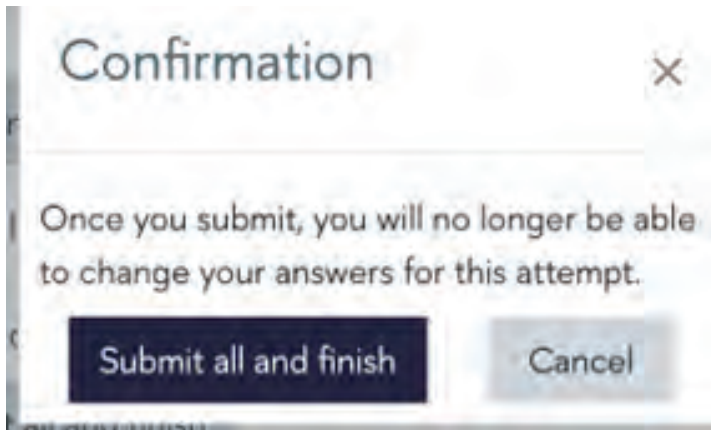 Confirmation
×
Once you submit, you will no longer be able
to change your answers for this attempt.
Submit all and finish
Cancel